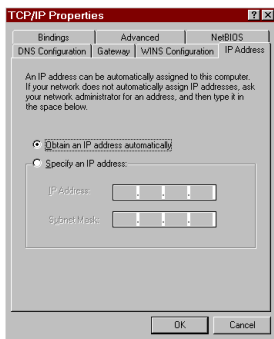 TCP/IP Properties
Bindings Advanced NetBIOS
DNS Configuration Gateway WINS Configuration IP Address
An IP address can be automatically assigned to this computer.
If your network does not automatically assign IP addresses, ask
your network administrator for an address, and then type it in
the space below.
Obtain an IP address automatically
Specify an IP address:
IP Address:
Subnet Mask:
OK Cancel